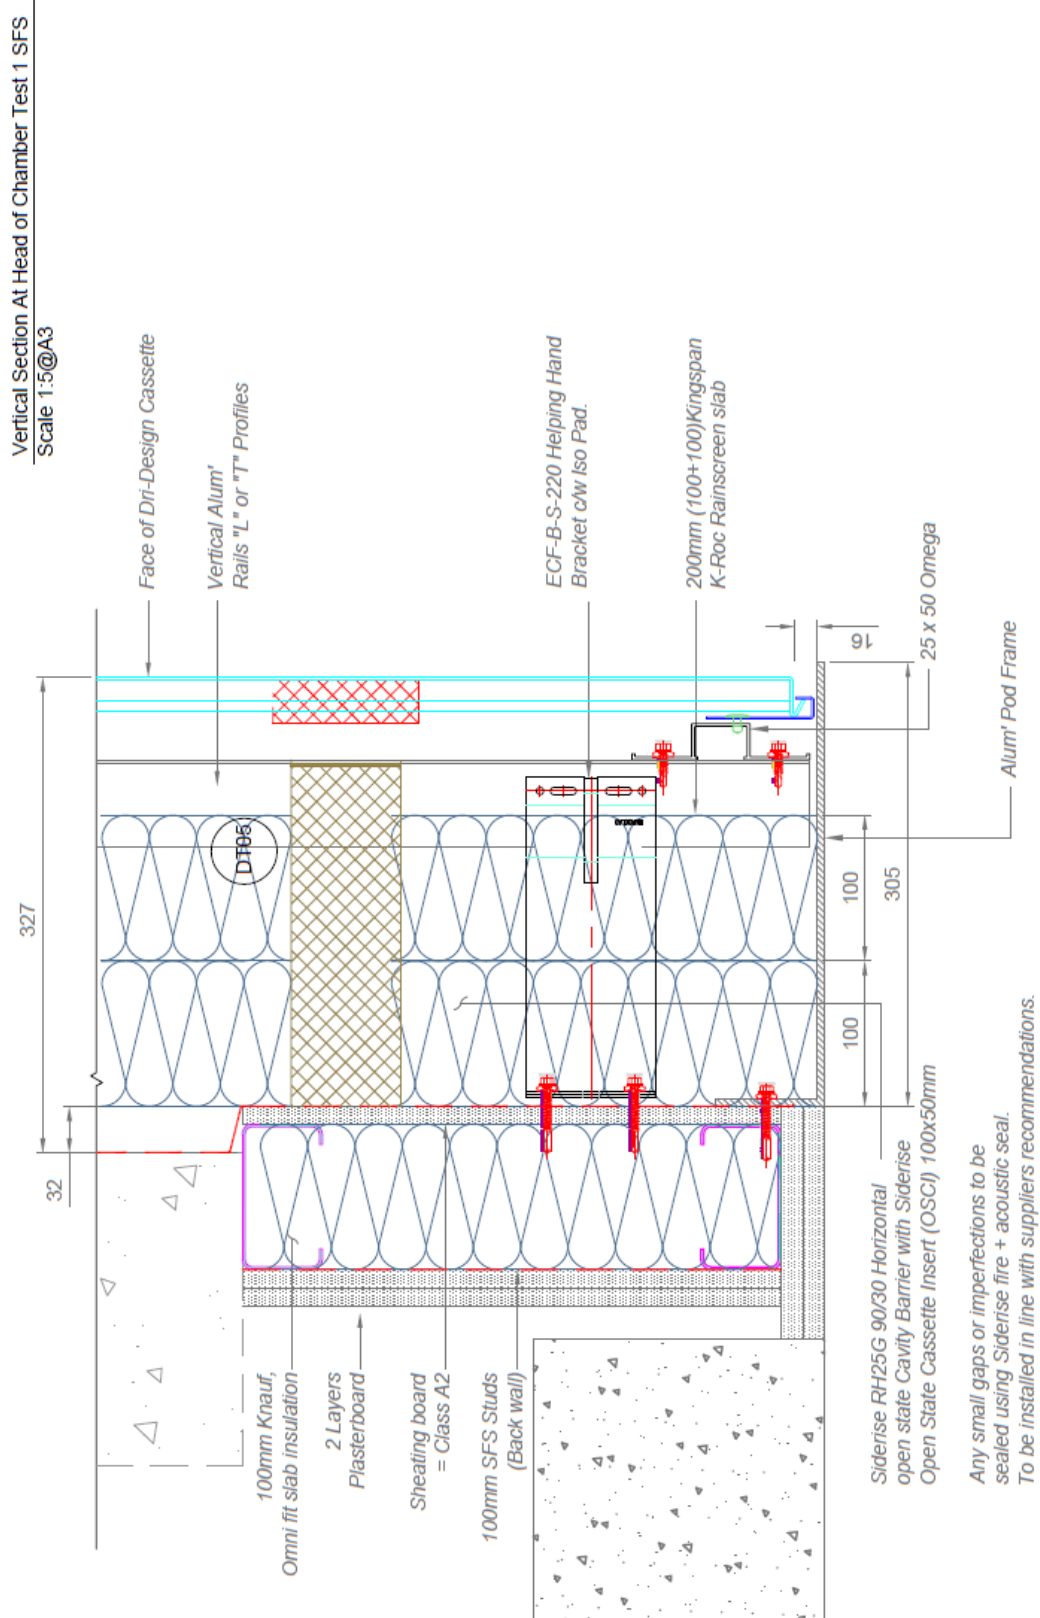 Vertical Section At Head of Chamber Test 1 SFS
Scale 1:5@A3
Face of Dri-Design Cassette
Vertical Alum'
Rails "L" or "T" Profiles
ECF-B-S-220 Helping Hand
Bracket c/w Iso Pad.
200mm (100+100)Kingspan
K-Roc Rainscreen slab
25 x 50 Omega
Alum' Pod Frame
16
327
32
DT05
100
100
305
100mm Knauf,
Omni fit slab insulation
2 Layers
Plasterboard
Sheating board
= Class A2
100mm SFS Studs
(Back wall)
Siderise RH25G 90/30 Horizontal
open state Cavity Barrier with Siderise
Open State Cassette Insert (OSCI) 100x50mm
Any small gaps or imperfections to be
sealed using Siderise fire + acoustic seal.
To be installed in line with suppliers recommendations.